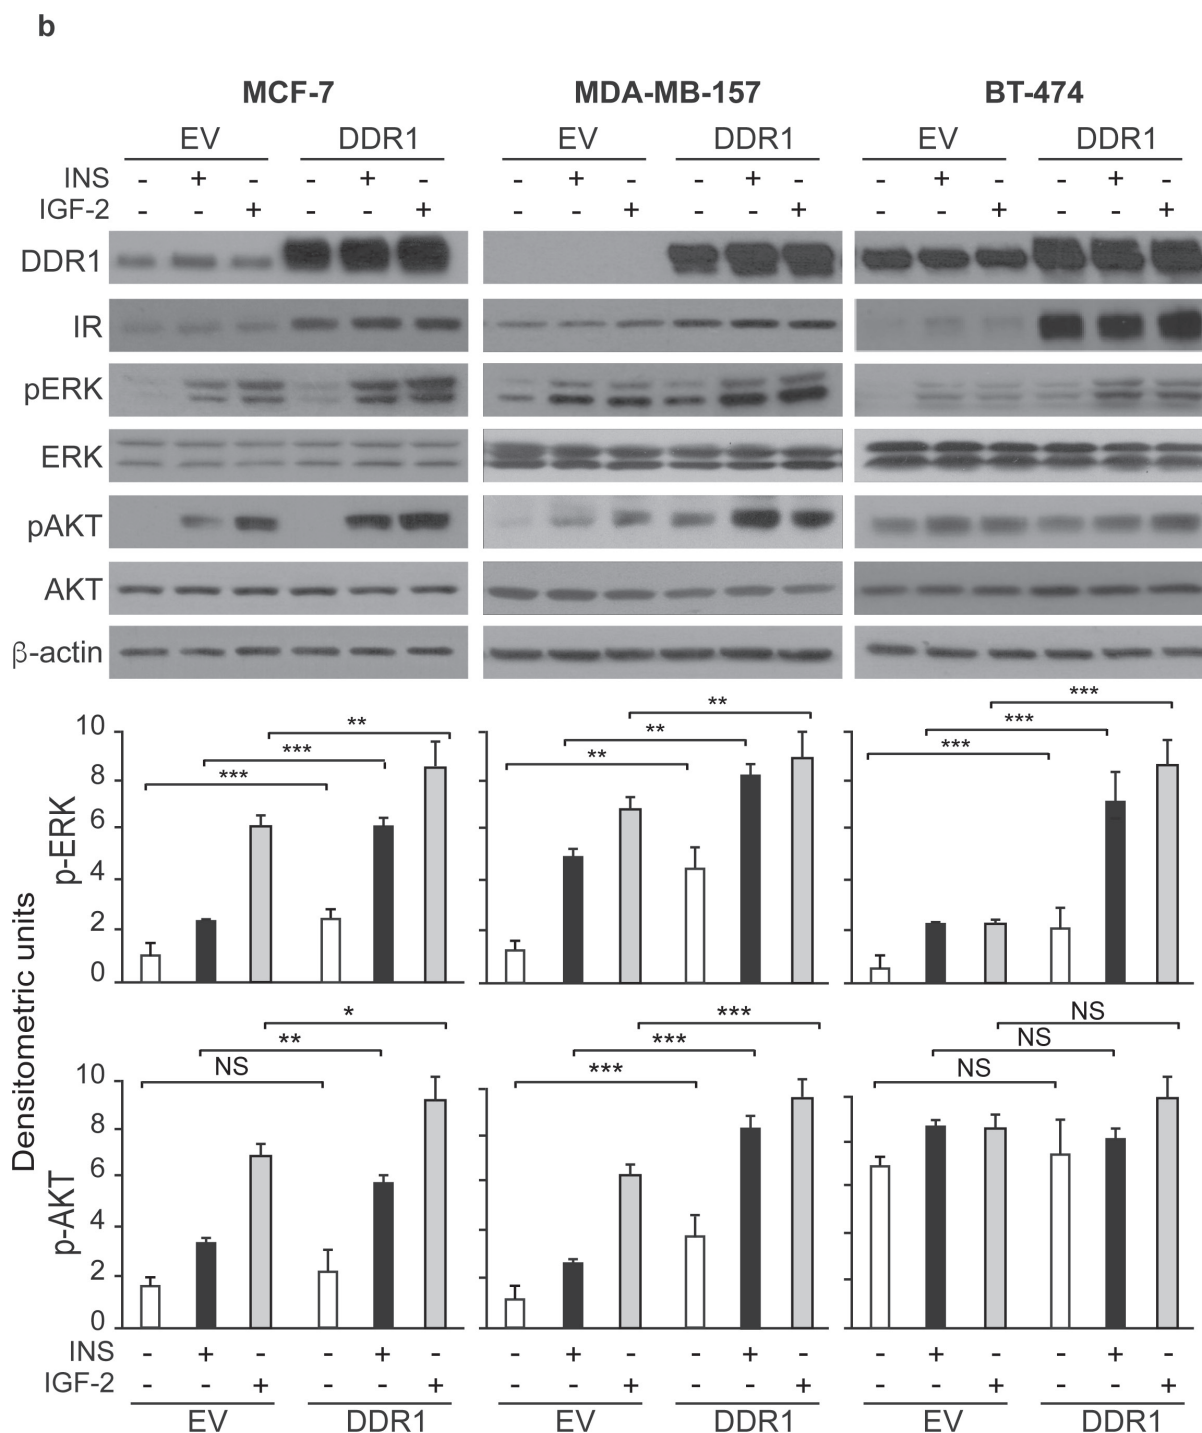 b
MCF-7 MDA-MB-157 BT-474
EV DDR1 EV DDR1 EV DDR1
INS - + - - + - - + - - + - - + - - + -
IGF-2 - - + - - + - - + - - + - - + - - +
DDR1
IR
pERK
ERK
pAKT
AKT
β-actin
Densitometric units
p-ERK
10
8
6
4
2
0
*** *** **
** ** **
*** *** ***
p-AKT
10
8
6
4
2
0
NS ** *
*** *** ***
NS NS NS
INS - + - - + - - + - - + - - + - - + -
IGF-2 - - + - - + - - + - - + - - + - - +
EV DDR1 EV DDR1 EV DDR1